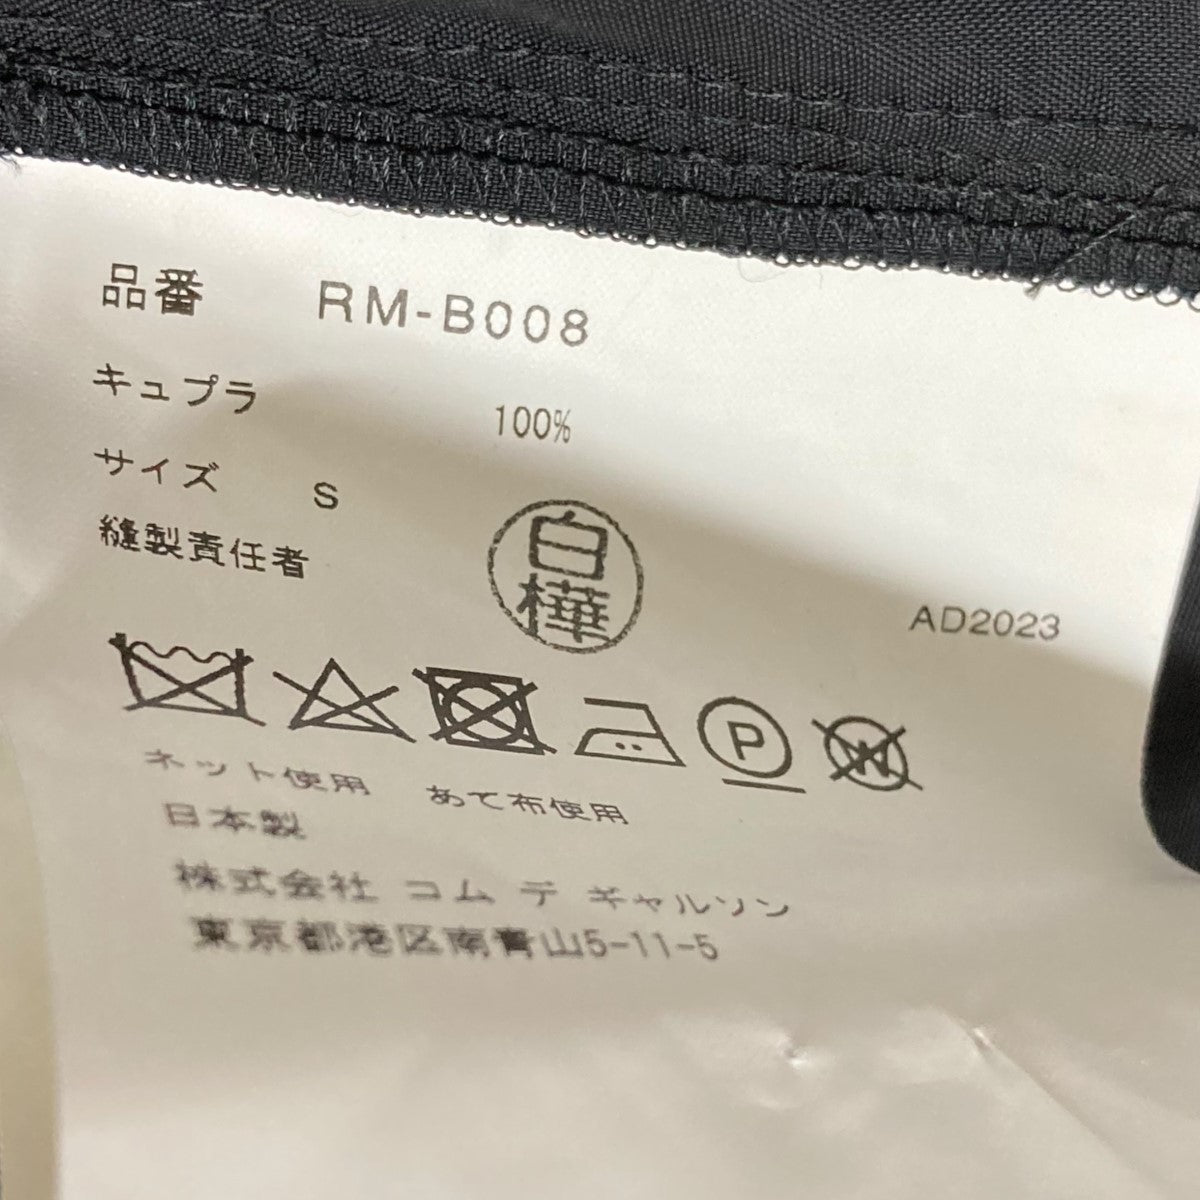 品番 RM-B008
キュプラ 100%
サイズ S
縫製責任者 白樺
AD2023
P W
ネット使用 あて布使用
日本製
株式会社 コム デ ギャルソン
東京都港区南青山5-11-5